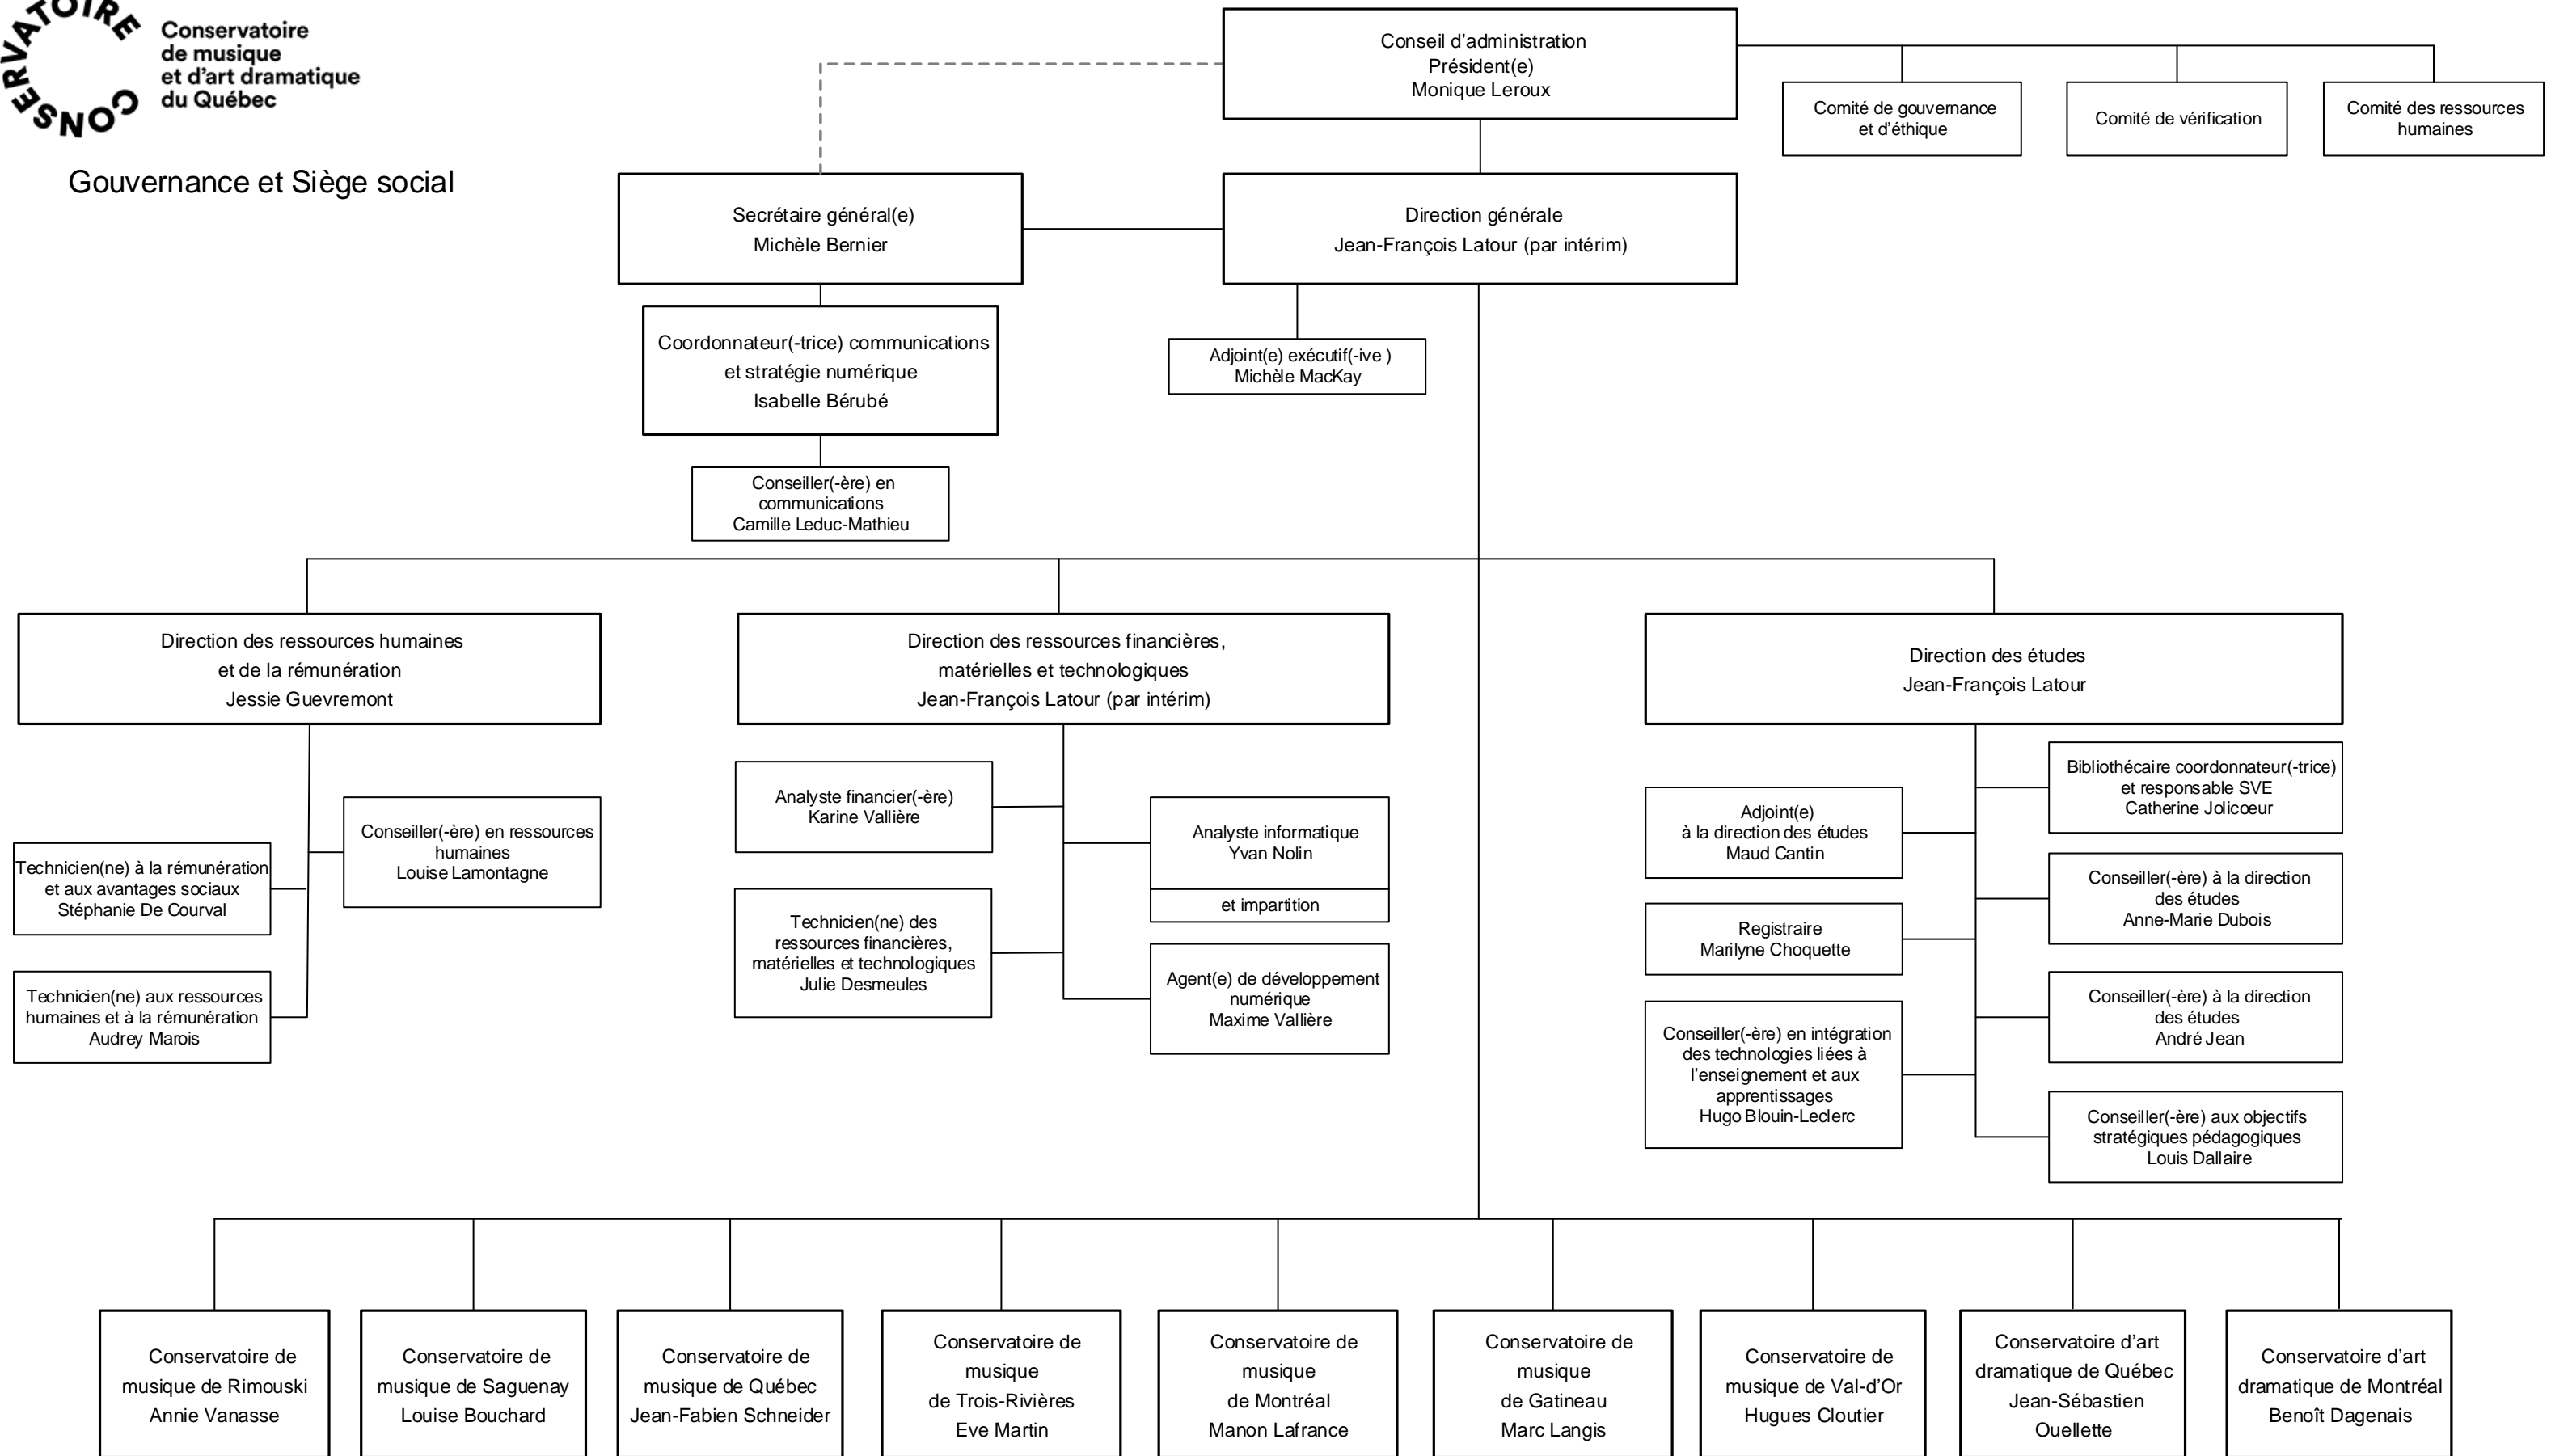 CONSERVATOIRE
Conservatoire
de musique
et d'art dramatique
du Québec
Gouvernance et Siège social
Conseil d'administration
Président(e)
Monique Leroux
Comité de gouvernance
et d'éthique
Comité de vérification
Comité des ressources
humaines
Secrétaire général(e)
Michèle Bernier
Direction générale
Jean-François Latour (par intérim)
Coordonnateur(-trice) communications
et stratégie numérique
Isabelle Bérubé
Adjoint(e) exécutif(-ive )
Michèle MacKay
Conseiller(-ère) en
communications
Camille Leduc-Mathieu
Direction des ressources humaines
et de la rémunération
Jessie Guevremont
Direction des ressources financières,
matérielles et technologiques
Jean-François Latour (par intérim)
Direction des études
Jean-François Latour
Conseiller(-ère) en ressources
humaines
Louise Lamontagne
Technicien(ne) à la rémunération
et aux avantages sociaux
Stéphanie De Courval
Technicien(ne) aux ressources
humaines et à la rémunération
Audrey Marois
Analyste financier(-ère)
Karine Vallière
Analyste informatique
Yvan Nolin
et impartition
Technicien(ne) des
ressources financières,
matérielles et technologiques
Julie Desmeules
Agent(e) de développement
numérique
Maxime Vallière
Bibliothécaire coordonnateur(-trice)
et responsable SVE
Catherine Jolicoeur
Adjoint(e)
à la direction des études
Maud Cantin
Conseiller(-ère) à la direction
des études
Anne-Marie Dubois
Registraire
Marilyne Choquette
Conseiller(-ère) à la direction
des études
André Jean
Conseiller(-ère) en intégration
des technologies liées à
l'enseignement et aux
apprentissages
Hugo Blouin-Leclerc
Conseiller(-ère) aux objectifs
stratégiques pédagogiques
Louis Dallaire
Conservatoire de
musique de Rimouski
Annie Vanasse
Conservatoire de
musique de Saguenay
Louise Bouchard
Conservatoire de
musique de Québec
Jean-Fabien Schneider
Conservatoire de
musique
de Trois-Rivières
Eve Martin
Conservatoire de
musique
de Montréal
Manon Lafrance
Conservatoire de
musique
de Gatineau
Marc Langis
Conservatoire de
musique de Val-d'Or
Hugues Cloutier
Conservatoire d'art
dramatique de Québec
Jean-Sébastien
Ouellette
Conservatoire d'art
dramatique de Montréal
Benoît Dagenais